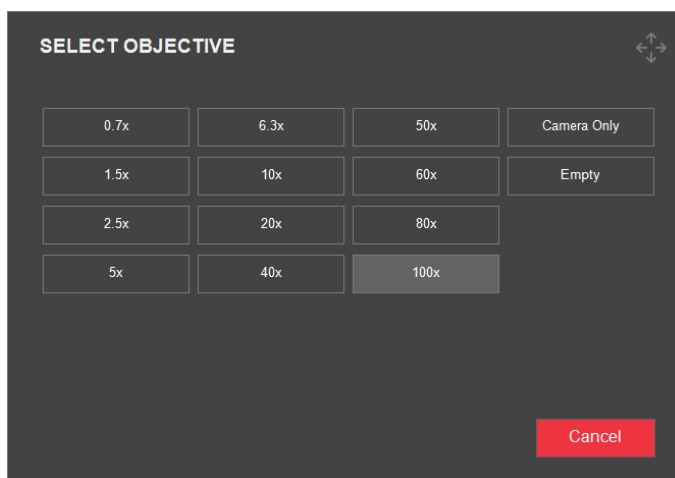 SELECT OBJECTIVE
0.7x 6.3x 50x Camera Only
1.5x 10x 60x Empty
2.5x 20x 80x
5x 40x 100x
Cancel